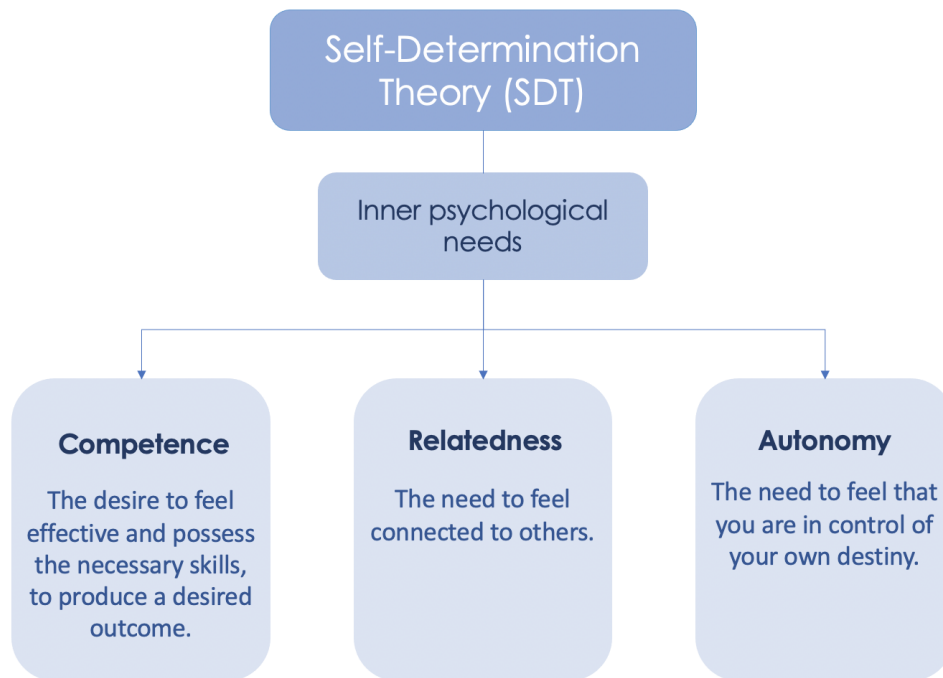 Self-Determination
Theory (SDT)
Inner psychological
needs
Competence
The desire to feel
effective and possess
the necessary skills,
to produce a desired
outcome.
Relatedness
The need to feel
connected to others.
Autonomy
The need to feel that
you are in control of
your own destiny.